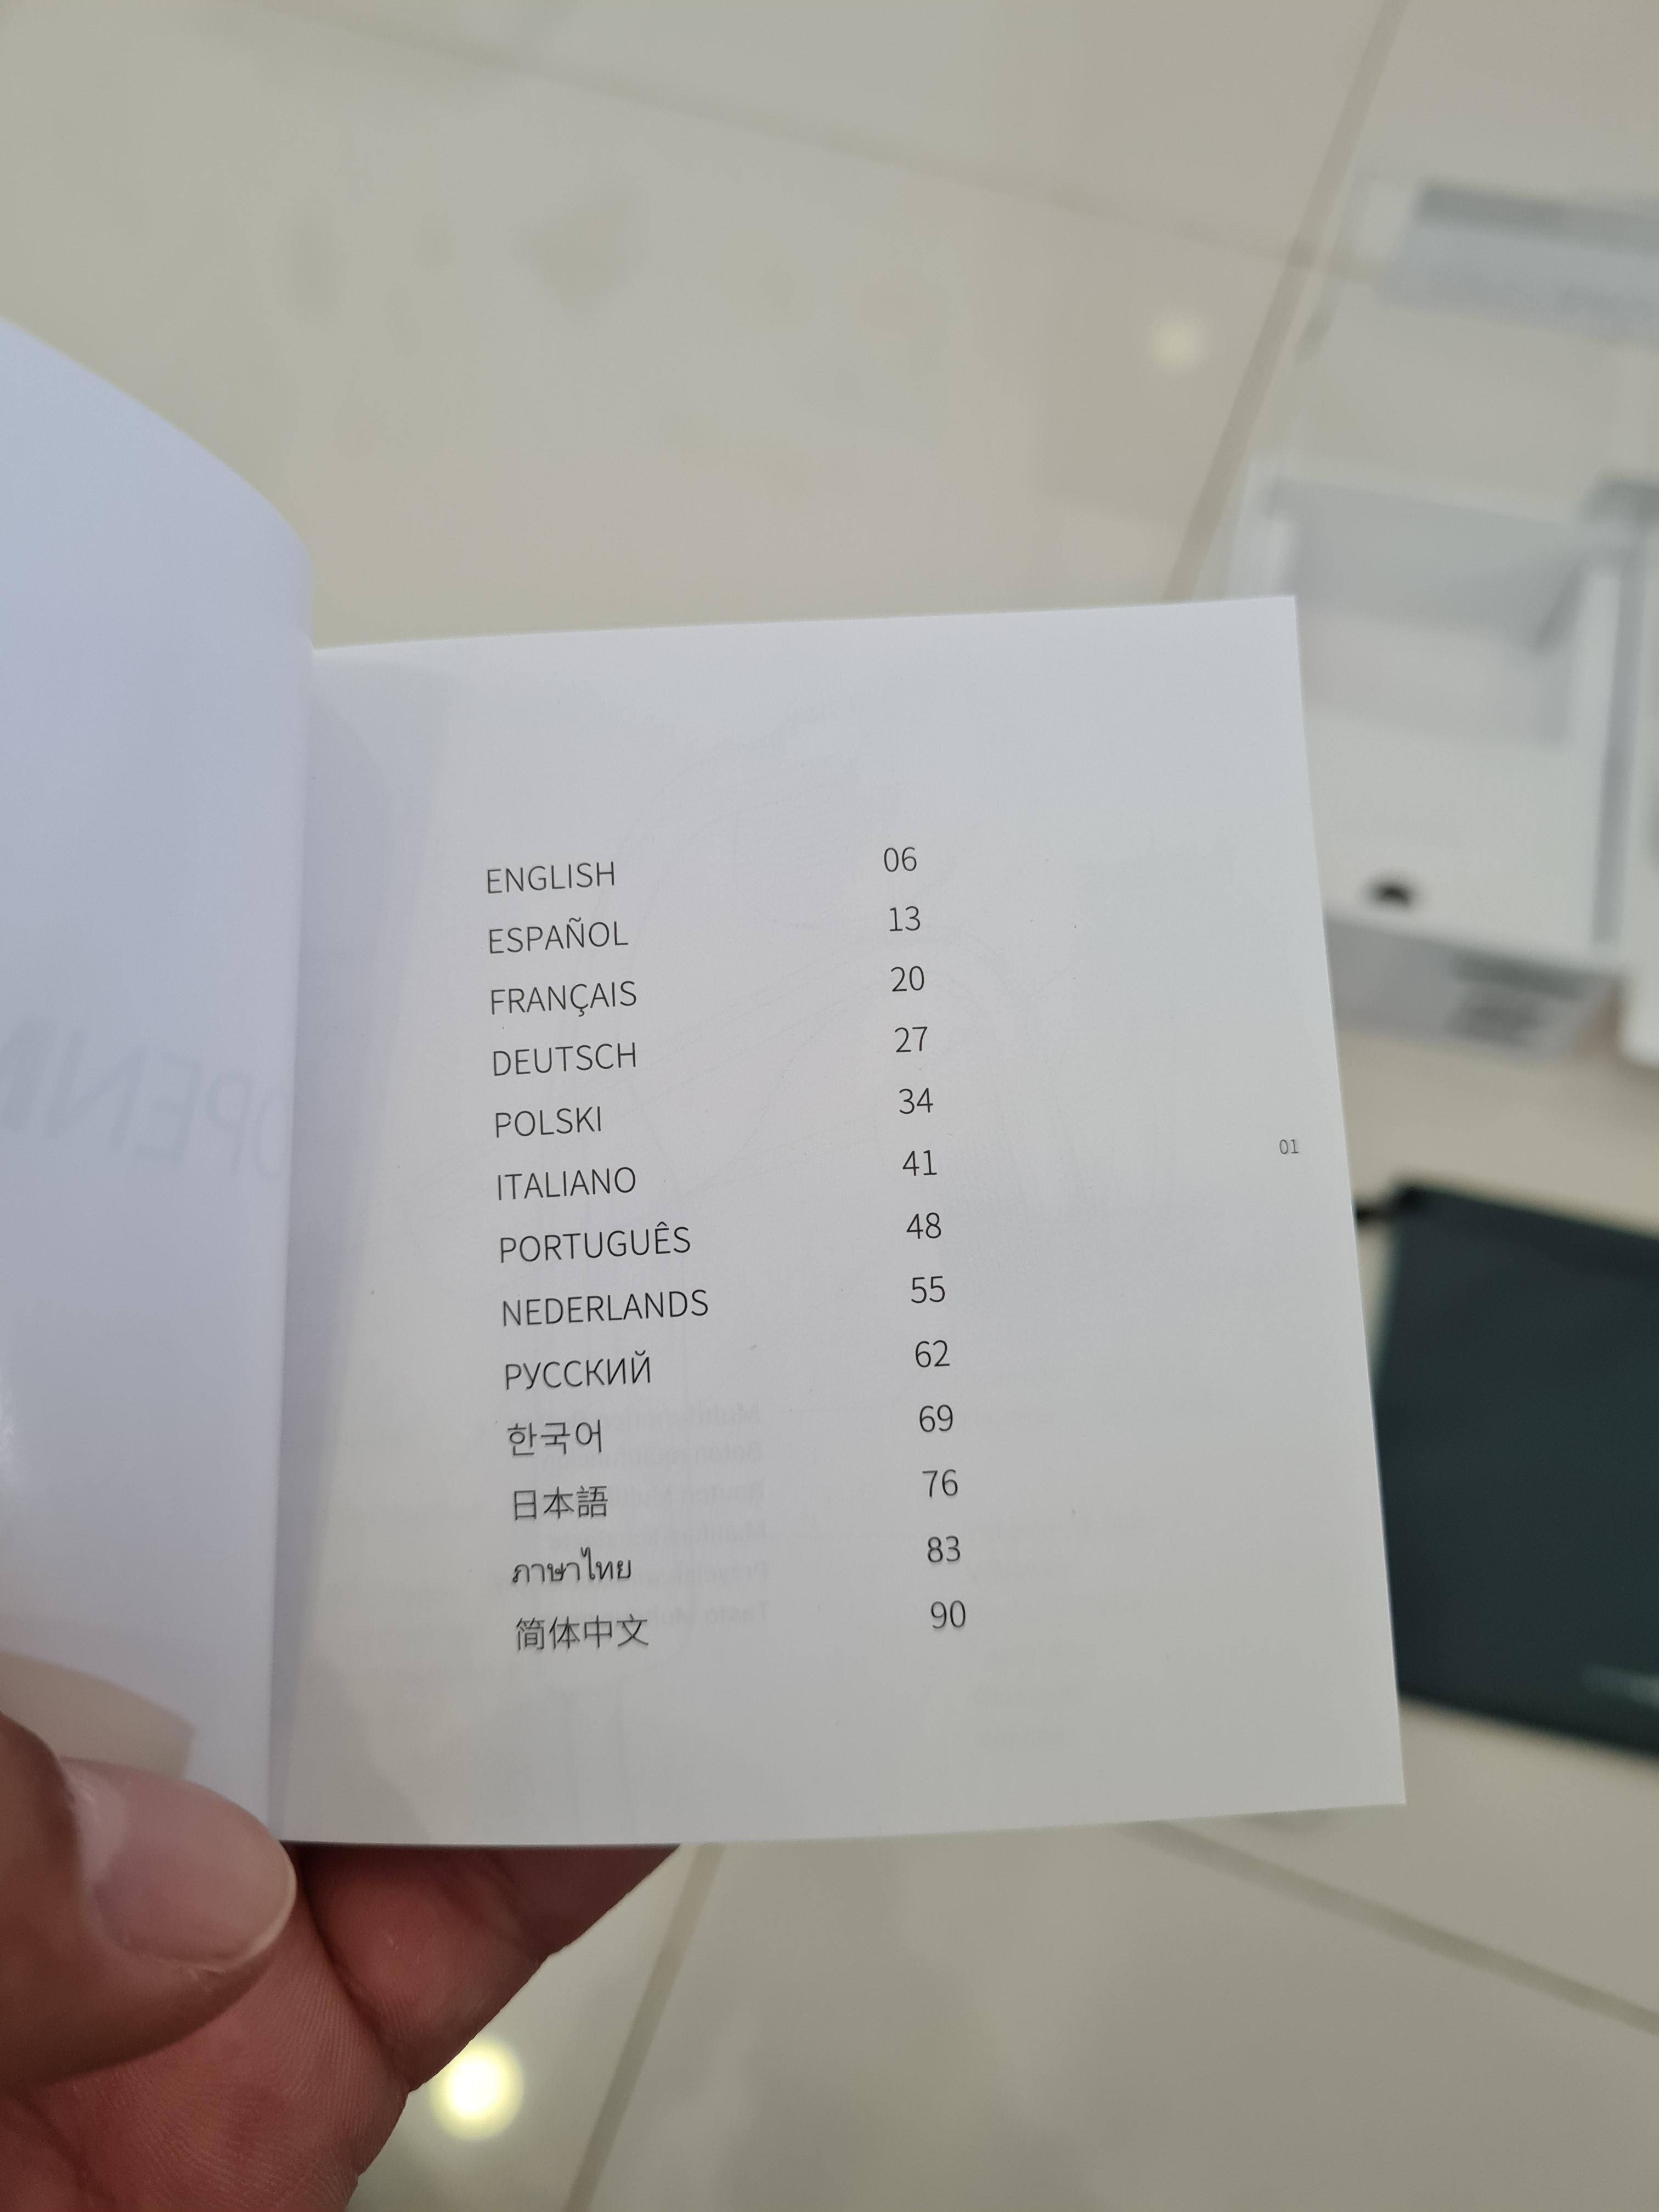 ENGLISH 06
ESPAÑOL 13
FRANÇAIS 20
DEUTSCH 27
POLSKI 34
ITALIANO 41
PORTUGUÊS 48
NEDERLANDS 55
РУССКИЙ 62
한국어 69
日本語 76
ภาษาไทย 83
简体中文 90
01